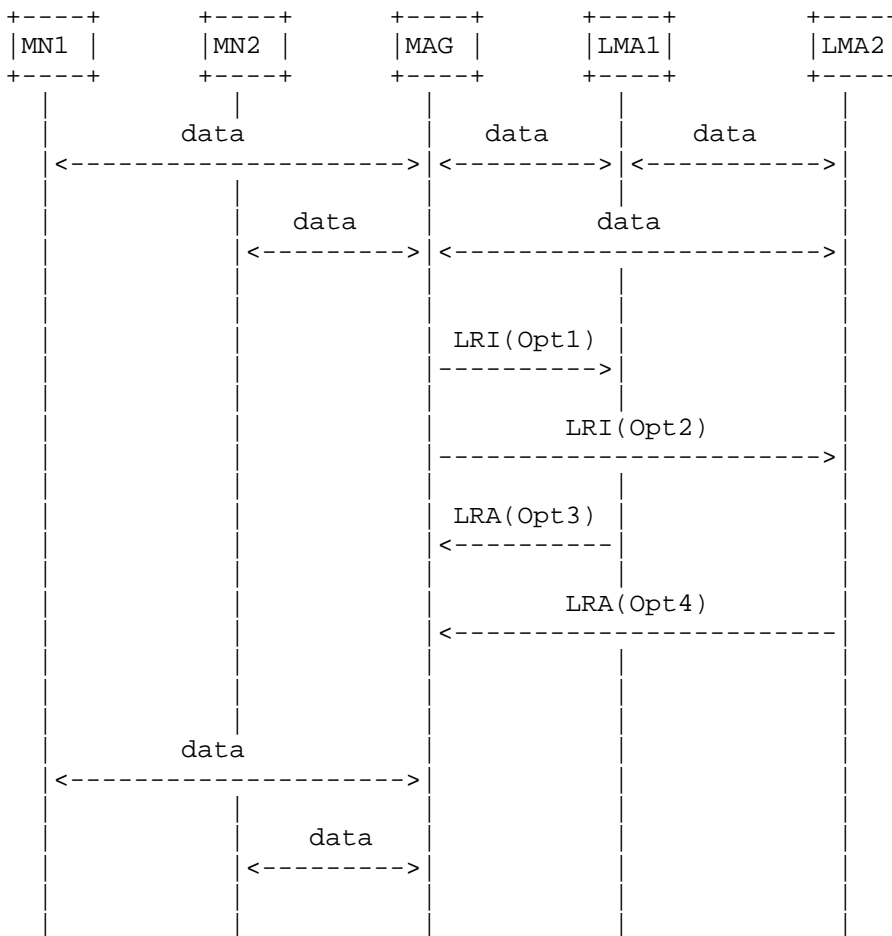 MN1 MN2 MAG LMA1 LMA2
data data data
data data
LRI(Opt1)
LRI(Opt2)
LRA(Opt3)
LRA(Opt4)
data
data